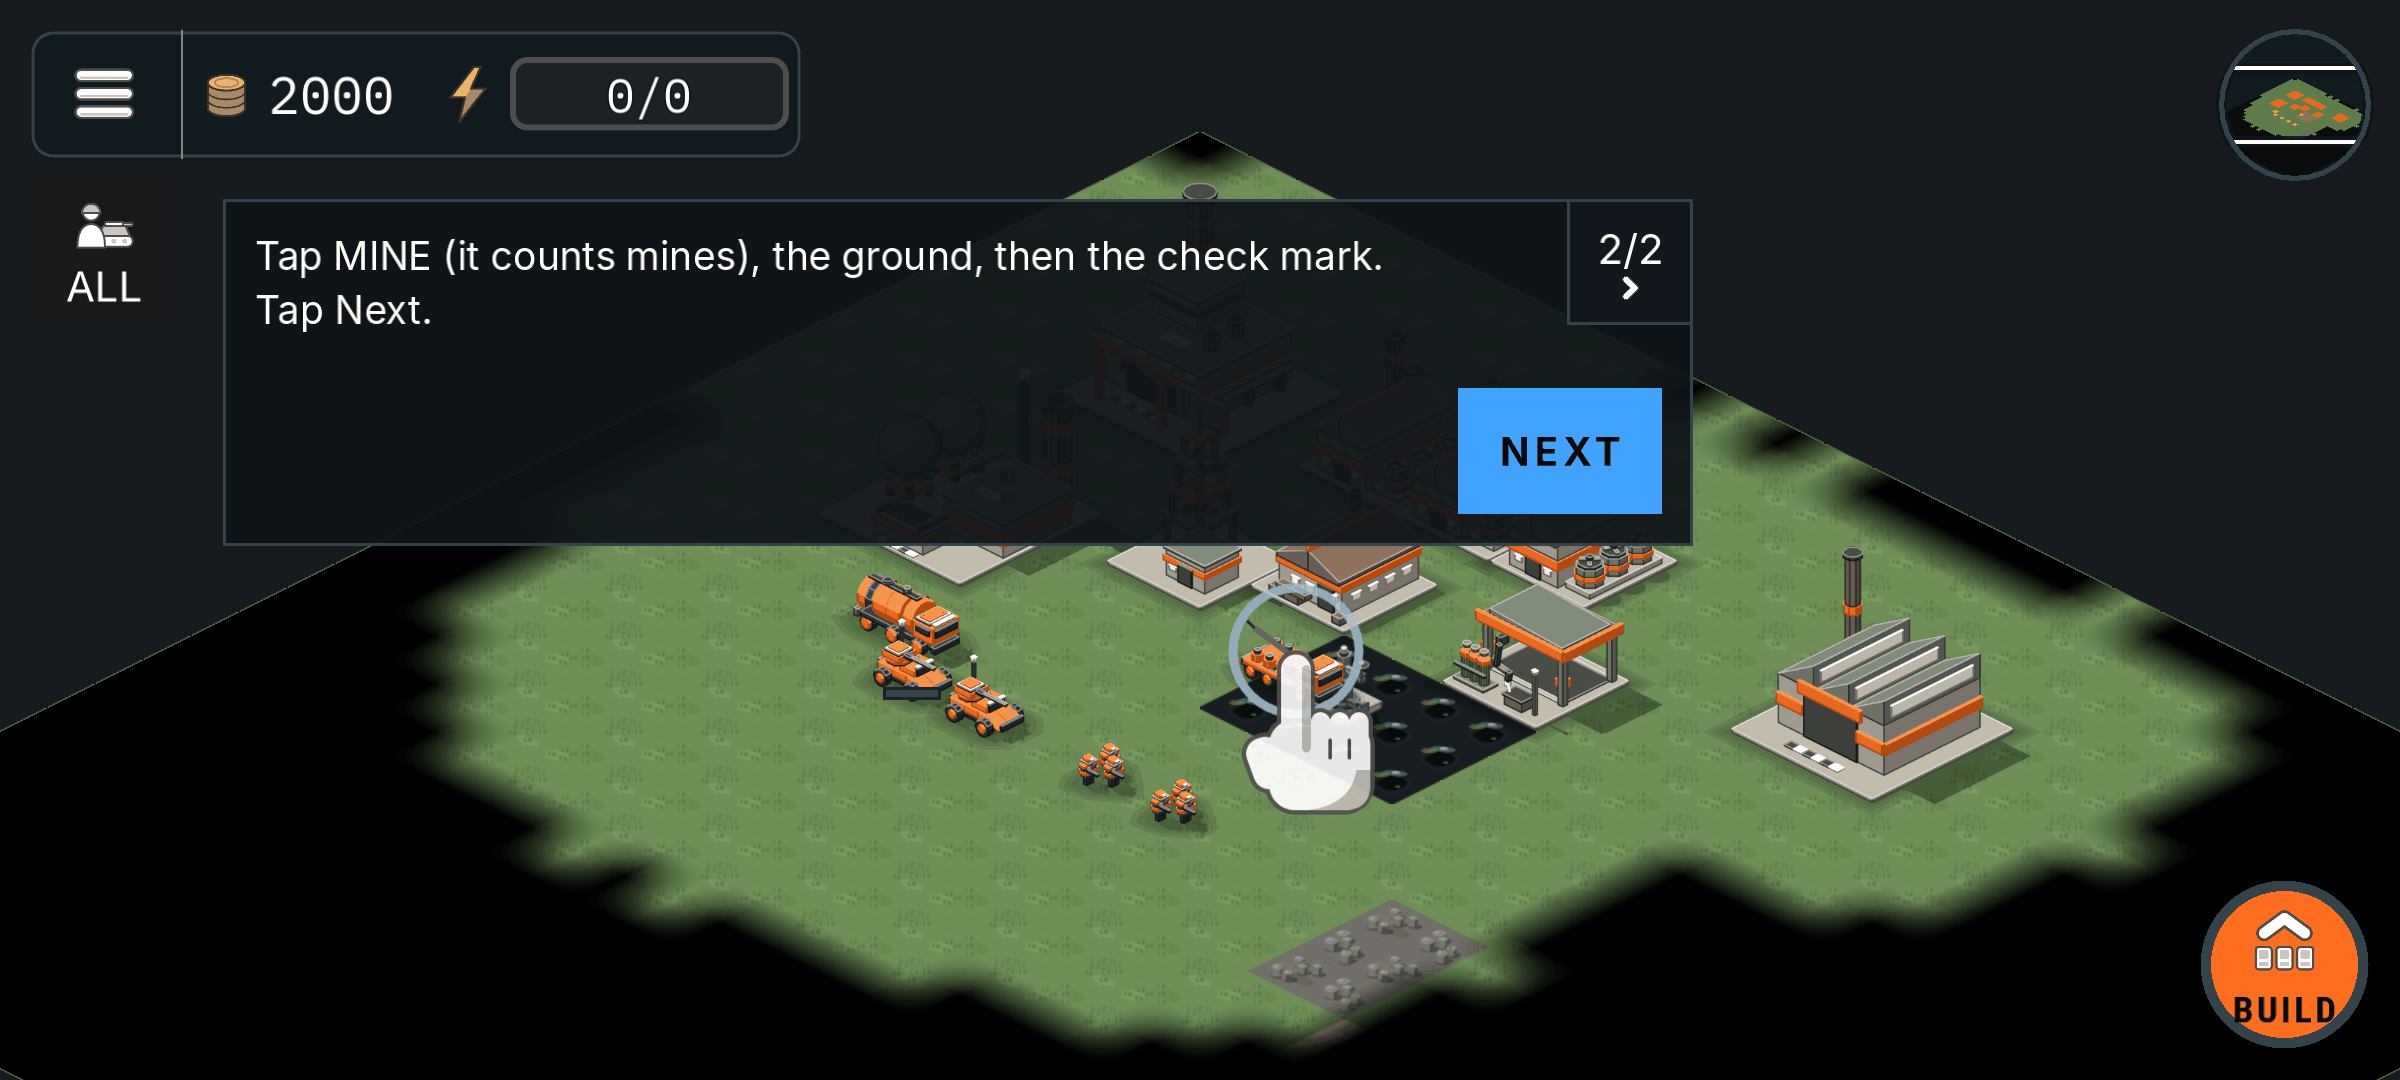 2000
0/0
ALL
Tap MINE (it counts mines), the ground, then the check mark.
Tap Next.
2/2
NEXT
BUILD